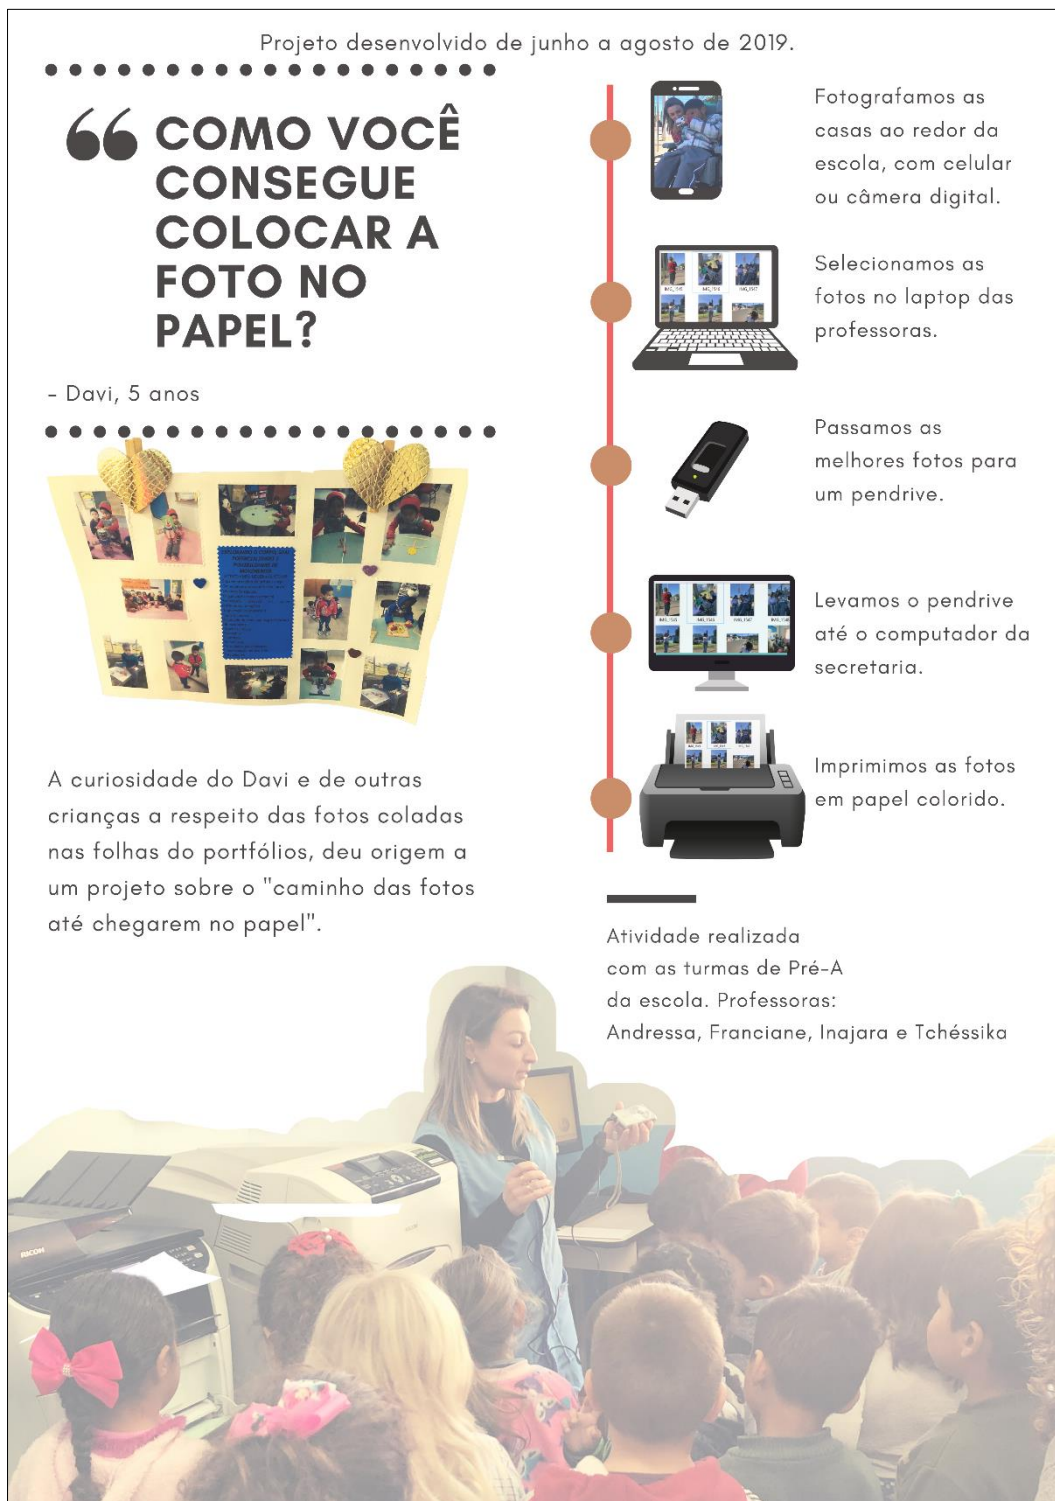 Projeto desenvolvido de junho a agosto de 2019.
COMO VOCÊ
CONSEGUE
COLOCAR A
FOTO NO
PAPEL?
- Davi, 5 anos
A curiosidade do Davi e de outras
crianças a respeito das fotos coladas
nas folhas do portfólios, deu origem a
um projeto sobre o "caminho das fotos
até chegarem no papel".
Fotografamos as
casas ao redor da
escola, com celular
ou câmera digital.
Selecionamos as
fotos no laptop das
professoras.
Passamos as
melhores fotos para
um pendrive.
Levamos o pendrive
até o computador da
secretaria.
Imprimimos as fotos
em papel colorido.
Atividade realizada
com as turmas de Pré-A
da escola. Professoras:
Andressa, Franciane, Inajara e Tchéssika
RICOH